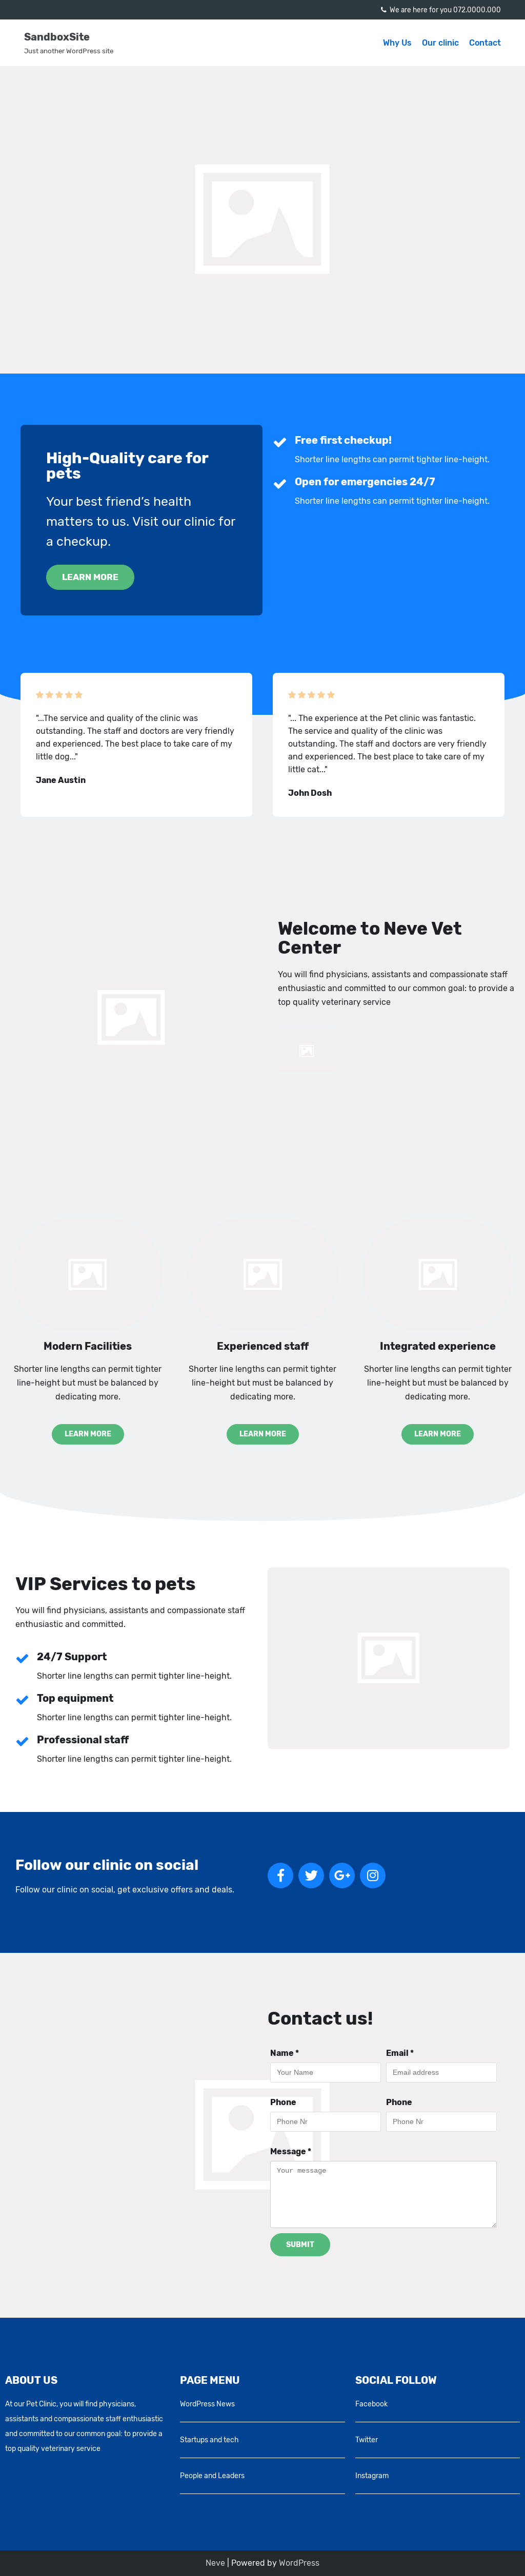 We are here for you 072.0000.000
SandboxSite
Just another WordPress site
Why Us
Our clinic
Contact
High-Quality care for our
pets
Your best friend's health
matters to us. Visit our clinic for
a checkup.
LEARN MORE
Free first checkup!
Shorter line lengths can permit tighter line-height.
Open for emergencies 24/7
Shorter line lengths can permit tighter line-height.
"...The service and quality of the clinic was
outstanding. The staff and doctors are very friendly
and experienced. The best place to take care of my
little dog..."
Jane Austin
"... The experience at the Pet clinic was fantastic.
The service and quality of the clinic was
outstanding. The staff and doctors are very friendly
and experienced. The best place to take care of my
little cat..."
John Dosh
Welcome to Neve Vet
Center
You will find physicians, assistants and compassionate staff
enthusiastic and committed to our common goal: to provide a
top quality veterinary service
Modern Facilities
Shorter line lengths can permit tighter
line-height but must be balanced by
dedicating more.
LEARN MORE
Experienced staff
Shorter line lengths can permit tighter
line-height but must be balanced by
dedicating more.
LEARN MORE
Integrated experience
Shorter line lengths can permit tighter
line-height but must be balanced by
dedicating more.
LEARN MORE
VIP Services to pets
You will find physicians, assistants and compassionate staff
enthusiastic and committed.
24/7 Support
Shorter line lengths can permit tighter line-height.
Top equipment
Shorter line lengths can permit tighter line-height.
Professional staff
Shorter line lengths can permit tighter line-height.
Follow our clinic on social
Follow our clinic on social, get exclusive offers and deals.
Contact us!
Name *
Your Name
Email *
Email address
Phone
Phone Nr
Phone
Phone Nr
Message *
Your message
SUBMIT
ABOUT US
At our Pet Clinic, you will find physicians,
assistants and compassionate staff enthusiastic
and committed to our common goal: to provide a
top quality veterinary service
PAGE MENU
WordPress News
Startups and tech
People and Leaders
SOCIAL FOLLOW
Facebook
Twitter
Instagram
Neve | Powered by WordPress